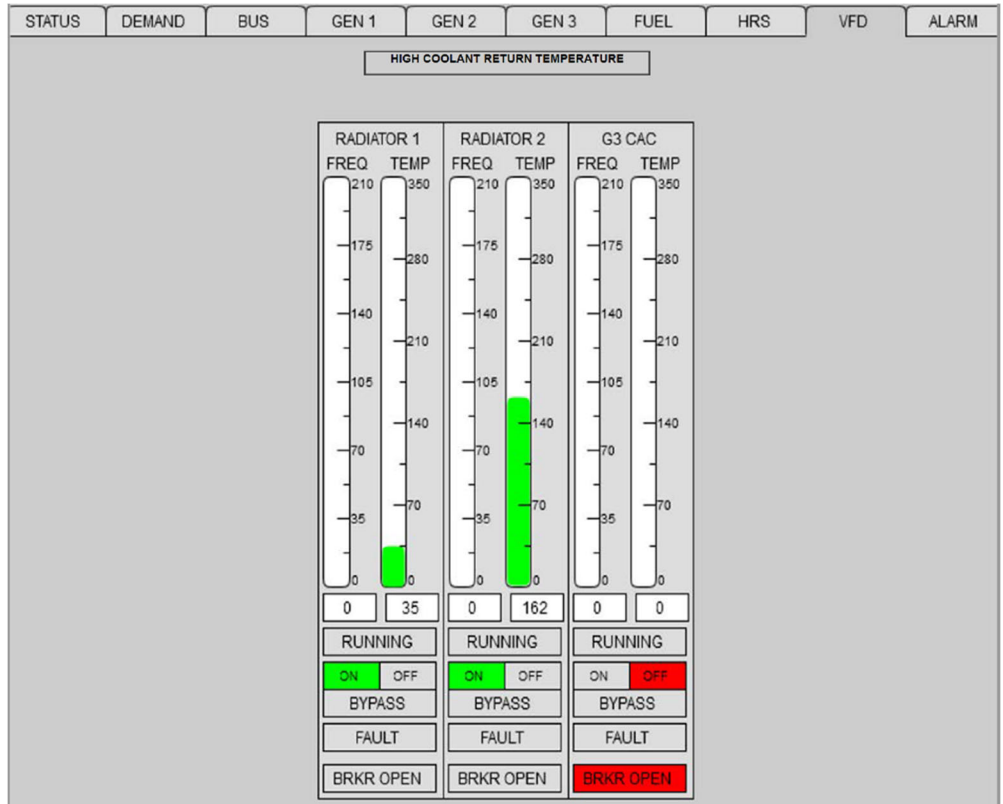 STATUS DEMAND BUS GEN 1 GEN 2 GEN 3 FUEL HRS VFD ALARM
HIGH COOLANT RETURN TEMPERATURE
RADIATOR 1 RADIATOR 2 G3 CAC
FREQ TEMP FREQ TEMP FREQ TEMP
210 350 210 350 210 350
175 280 175 280 175 280
140 210 140 210 140 210
105 105 105
140 140 140
70 70 70
70 70 70
35 35 35
0 0 0 0 0 0
0 35 0 162 0 0
RUNNING RUNNING RUNNING
ON OFF ON OFF ON OFF
BYPASS BYPASS BYPASS
FAULT FAULT FAULT
BRKR OPEN BRKR OPEN BRKR OPEN